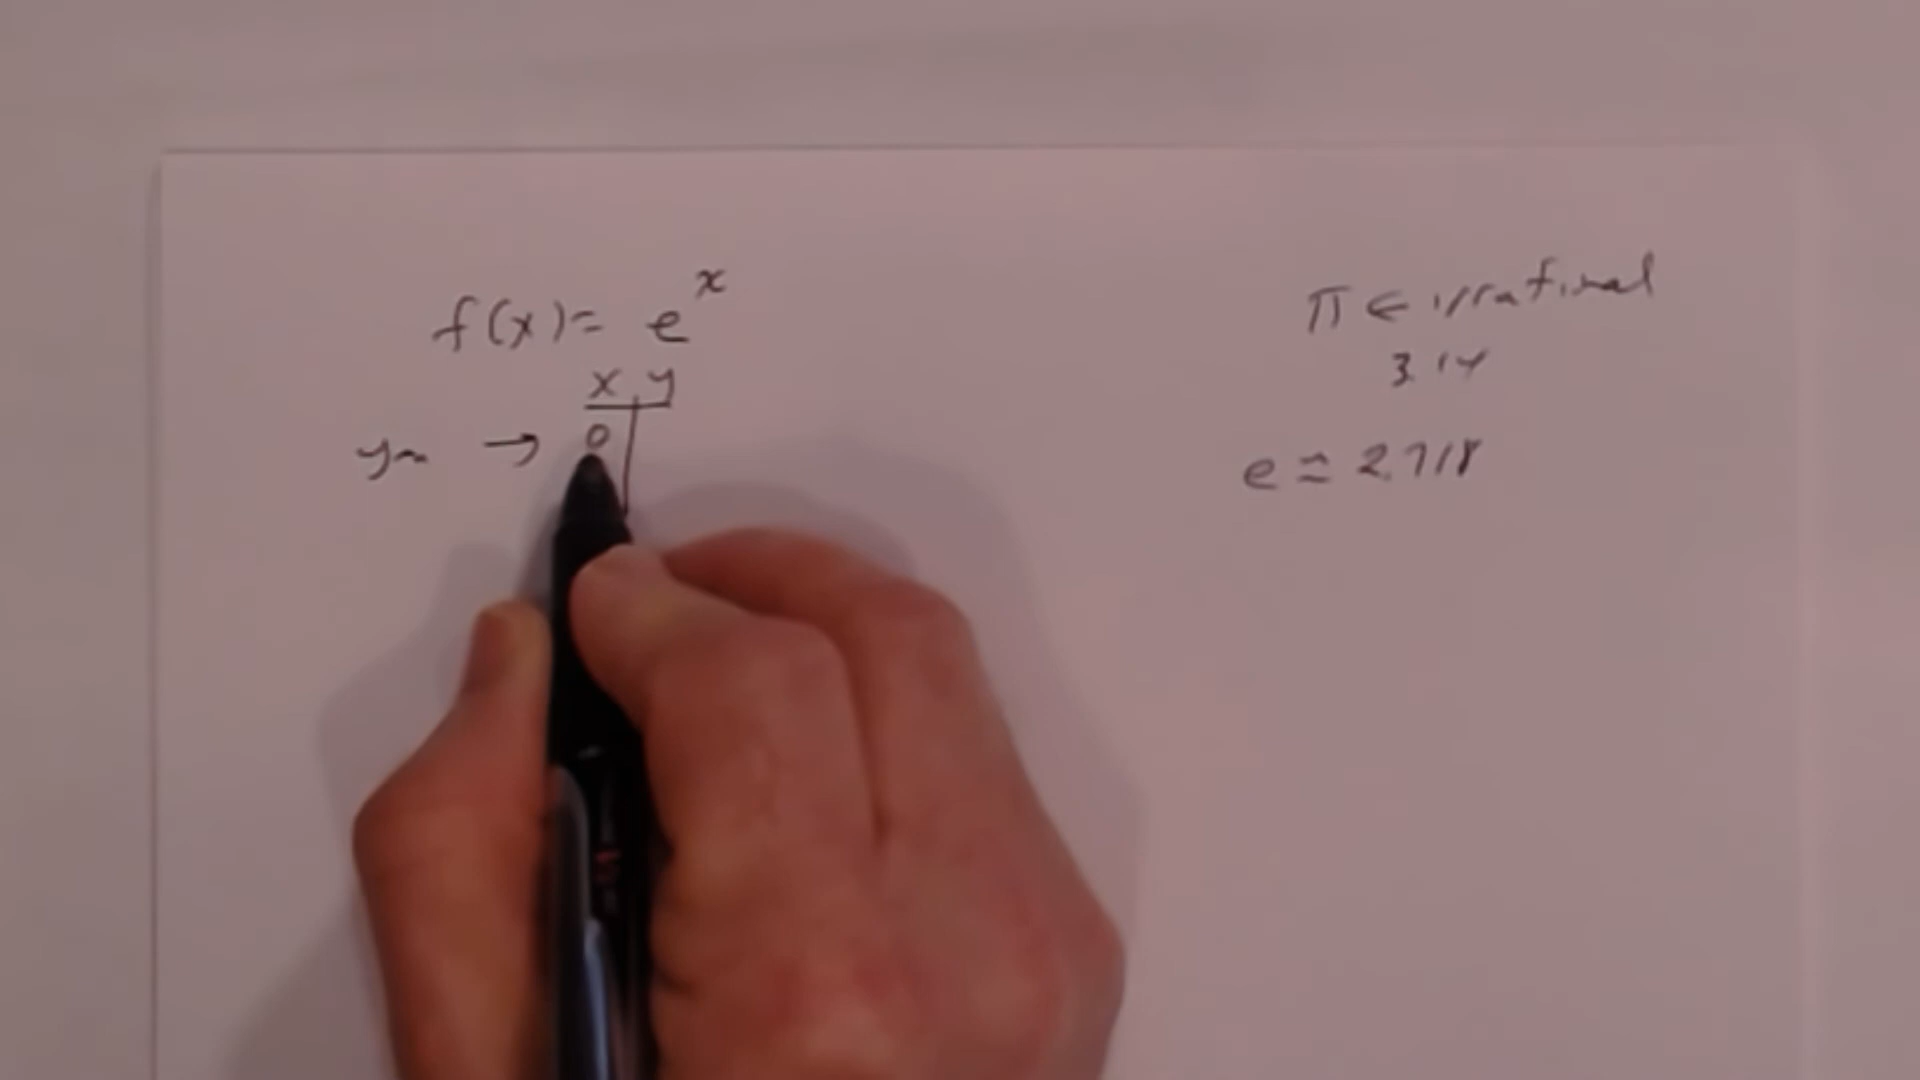 f(x) = e^x
x y
y~ → 0
π ← irrational
3.14
e ≈ 2.718